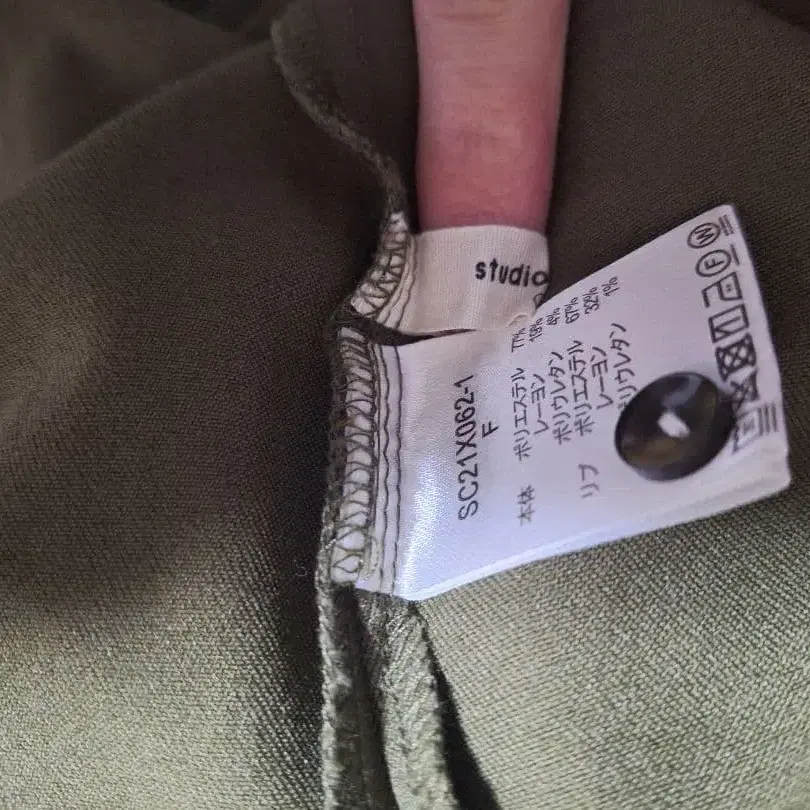 studio
SC21X062-1
F
本体 ポリエステル 77%
レーヨン 19%
ポリウレタン 4%
リブ ポリエステル 67%
レーヨン 32%
ポリウレタン 1%
F
W